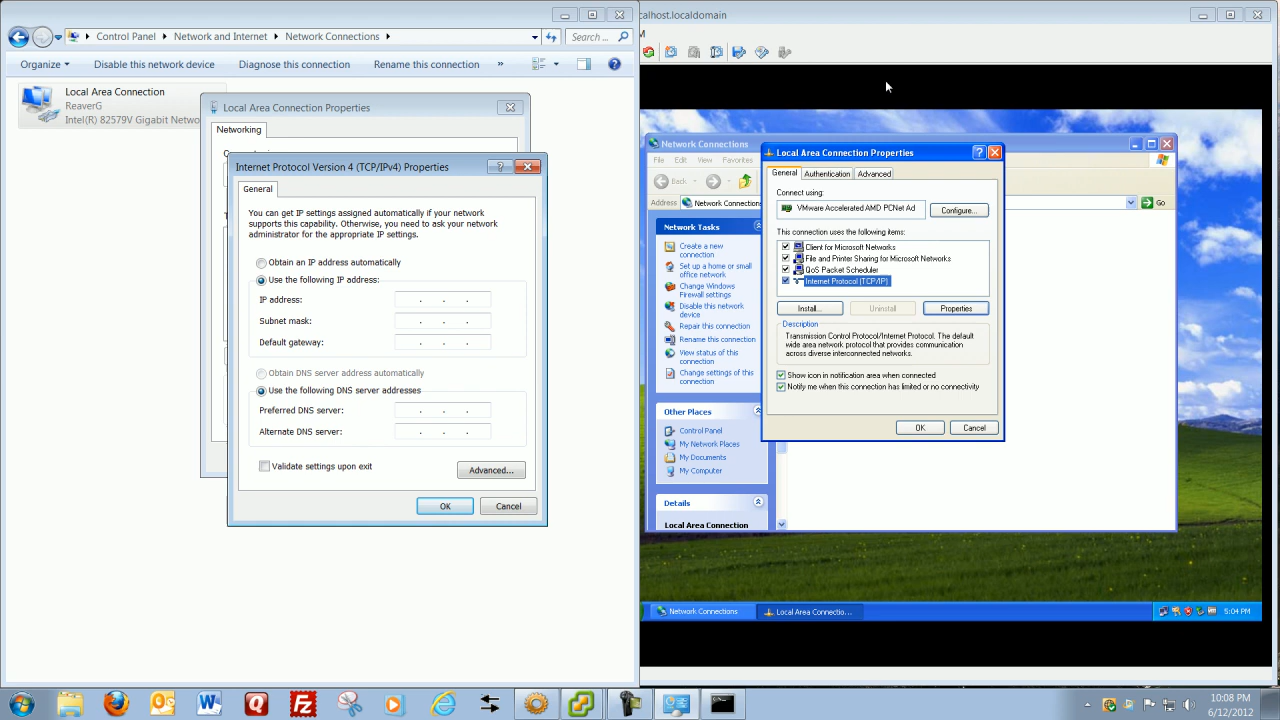 Control Panel
Network and Internet
Network Connections
Search ...
Organize
Disable this network device
Diagnose this connection
Rename this connection
»
Local Area Connection
ReaverG
Intel(R) 82579V Gigabit Netwo
Local Area Connection Properties
Networking
Internet Protocol Version 4 (TCP/IPv4) Properties
General
You can get IP settings assigned automatically if your network
supports this capability. Otherwise, you need to ask your network
administrator for the appropriate IP settings.
Obtain an IP address automatically
Use the following IP address:
IP address:
Subnet mask:
Default gateway:
Obtain DNS server address automatically
Use the following DNS server addresses
Preferred DNS server:
Alternate DNS server:
Validate settings upon exit
Advanced...
OK
Cancel
calhost.localdomain
Network Connections
File
Edit
View
Favorites
Back
Address
Network Connections
Go
Network Tasks
Create a new
connection
Set up a home or small
office network
Change Windows
Firewall settings
Disable this network
device
Repair this connection
Rename this connection
View status of this
connection
Change settings of this
connection
Other Places
Control Panel
My Network Places
My Documents
My Computer
Details
Local Area Connection
Local Area Connection Properties
General
Authentication
Advanced
Connect using:
VMware Accelerated AMD PCNet Ad
Configure...
This connection uses the following items:
Client for Microsoft Networks
File and Printer Sharing for Microsoft Networks
QoS Packet Scheduler
Internet Protocol (TCP/IP)
Install...
Uninstall
Properties
Description
Transmission Control Protocol/Internet Protocol. The default
wide area network protocol that provides communication
across diverse interconnected networks.
Show icon in notification area when connected
Notify me when this connection has limited or no connectivity
OK
Cancel
Network Connections
Local Area Connectio...
5:04 PM
10:08 PM
6/12/2012